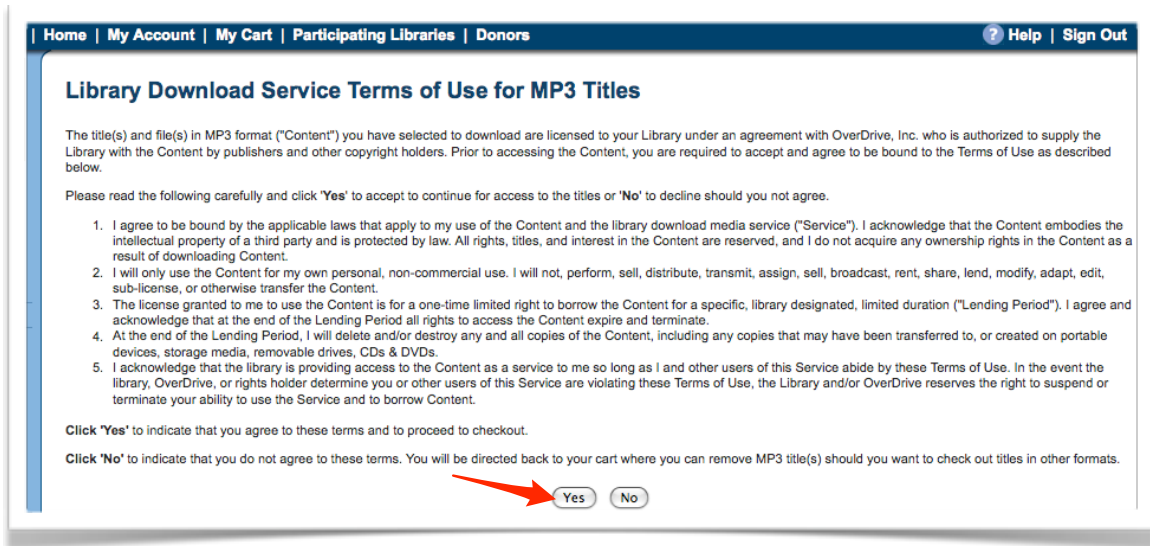 | Home | My Account | My Cart | Participating Libraries | Donors ? Help | Sign Out
Library Download Service Terms of Use for MP3 Titles
The title(s) and file(s) in MP3 format ("Content") you have selected to download are licensed to your Library under an agreement with OverDrive, Inc. who is authorized to supply the
Library with the Content by publishers and other copyright holders. Prior to accessing the Content, you are required to accept and agree to be bound to the Terms of Use as described
below.
Please read the following carefully and click 'Yes' to accept to continue for access to the titles or 'No' to decline should you not agree.
1. I agree to be bound by the applicable laws that apply to my use of the Content and the library download media service ("Service"). I acknowledge that the Content embodies the
intellectual property of a third party and is protected by law. All rights, titles, and interest in the Content are reserved, and I do not acquire any ownership rights in the Content as a
result of downloading Content.
2. I will only use the Content for my own personal, non-commercial use. I will not, perform, sell, distribute, transmit, assign, sell, broadcast, rent, share, lend, modify, adapt, edit,
sub-license, or otherwise transfer the Content.
3. The license granted to me to use the Content is for a one-time limited right to borrow the Content for a specific, library designated, limited duration ("Lending Period"). I agree and
acknowledge that at the end of the Lending Period all rights to access the Content expire and terminate.
4. At the end of the Lending Period, I will delete and/or destroy any and all copies of the Content, including any copies that may have been transferred to, or created on portable
devices, storage media, removable drives, CDs & DVDs.
5. I acknowledge that the library is providing access to the Content as a service to me so long as I and other users of this Service abide by these Terms of Use. In the event the
library, OverDrive, or rights holder determine you or other users of this Service are violating these Terms of Use, the Library and/or OverDrive reserves the right to suspend or
terminate your ability to use the Service and to borrow Content.
Click 'Yes' to indicate that you agree to these terms and to proceed to checkout.
Click 'No' to indicate that you do not agree to these terms. You will be directed back to your cart where you can remove MP3 title(s) should you want to check out titles in other formats.
Yes No